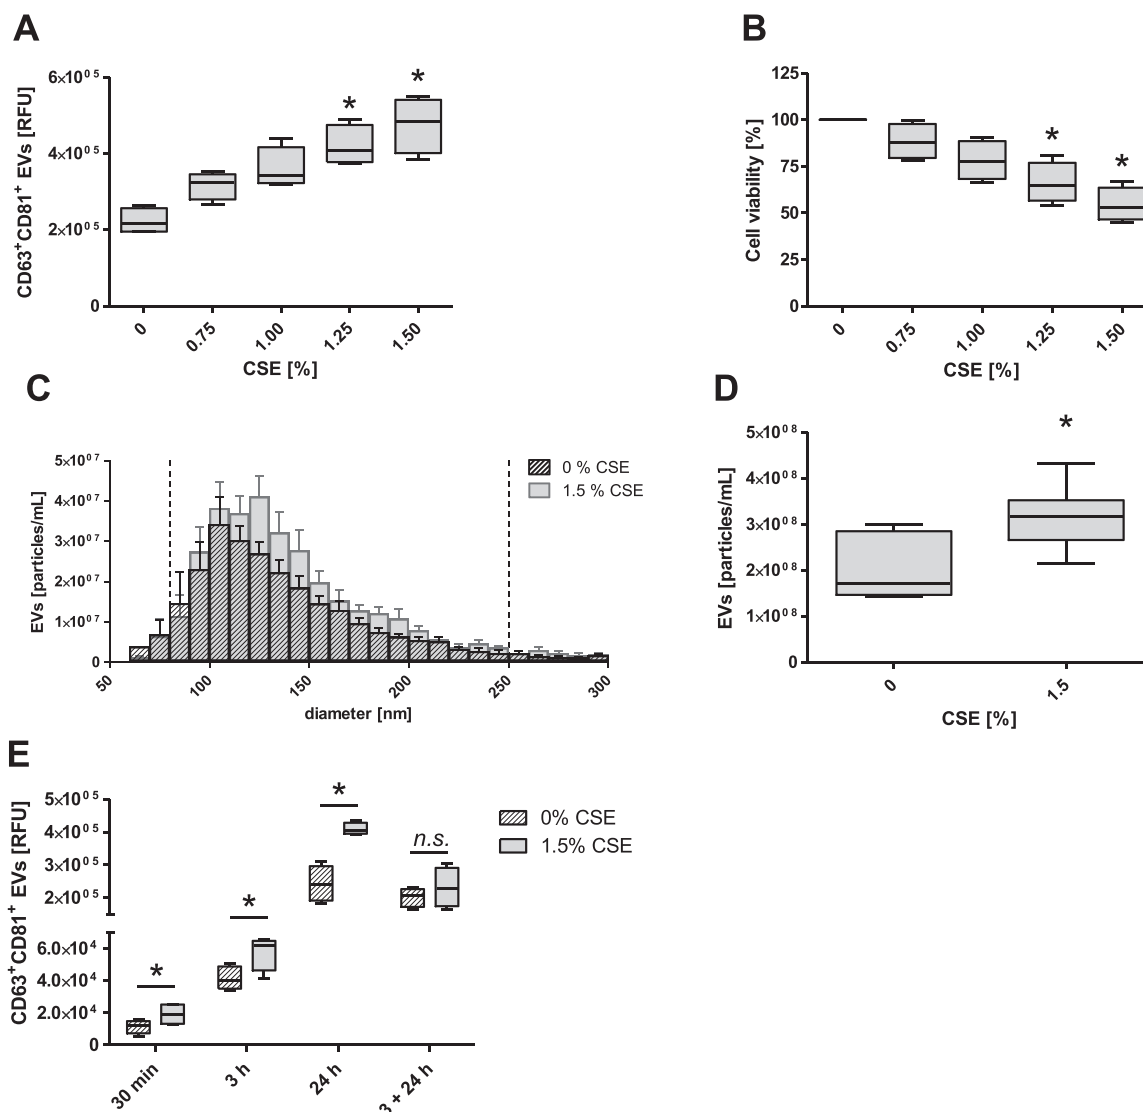 A
CD63⁺CD81⁺ EVs [RFU]
6×10⁰⁵
4×10⁰⁵
2×10⁰⁵
0
* *
0 0.75 1.00 1.25 1.50
CSE [%]
B
Cell viability [%]
125
100
75
50
25
0
* *
0 0.75 1.00 1.25 1.50
CSE [%]
C
EVs [particles/mL]
5×10⁰⁷
4×10⁰⁷
3×10⁰⁷
2×10⁰⁷
1×10⁰⁷
0
50 100 150 200 250 300
diameter [nm]
0 % CSE
1.5 % CSE
D
EVs [particles/mL]
5×10⁰⁸
4×10⁰⁸
3×10⁰⁸
2×10⁰⁸
1×10⁰⁸
0
*
0 1.5
CSE [%]
E
CD63⁺CD81⁺ EVs [RFU]
5×10⁰⁵
4×10⁰⁵
3×10⁰⁵
2×10⁰⁵
6.0×10⁴
4.0×10⁴
2.0×10⁴
0
* * * n.s.
30 min 3 h 24 h 3 + 24 h
0% CSE
1.5% CSE